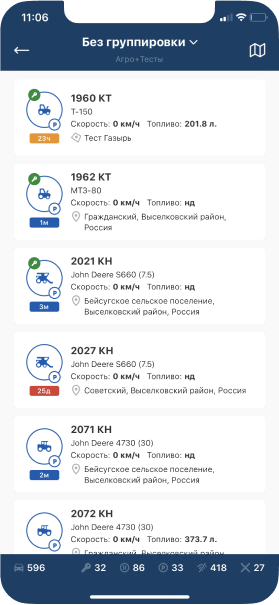 11:06
Без группировки
Агро+Тесты
1960 КТ
Т-150
Скорость: 0 км/ч Топливо: 201.8 л.
P
23ч
Тест Газырь
1962 КТ
МТЗ-80
Скорость: 0 км/ч Топливо: нд
P
1м
Гражданский, Выселковский район,
Россия
2021 КН
John Deere S660 (7.5)
Скорость: 0 км/ч Топливо: нд
P
3м
Бейсугское сельское поселение,
Выселковский район, Россия
2027 КН
John Deere S660 (7.5)
Скорость: 0 км/ч Топливо: нд
P
25д
Советский, Выселковский район, Россия
2071 КН
John Deere 4730 (30)
Скорость: 0 км/ч Топливо: нд
P
2м
Бейсугское сельское поселение,
Выселковский район, Россия
2072 КН
John Deere 4730 (30)
Скорость: 0 км/ч Топливо: 373.7 л.
P
Гражданский, Выселковский район,
596 32 86 P 33 418 27